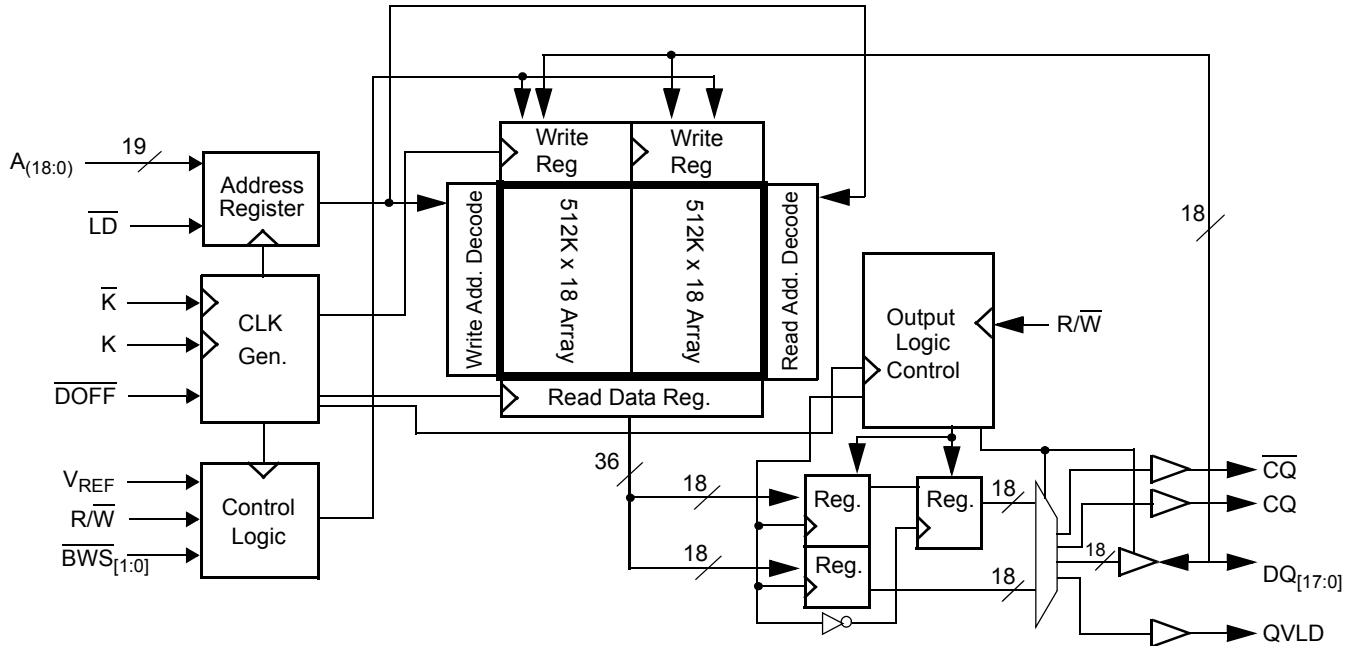 A(18:0)
19
LD
K
K
DOFF
VREF
R/W
BWS[1:0]
Address
Register
CLK
Gen.
Control
Logic
Write
Reg
Write
Reg
Write Add. Decode
512K x 18 Array
512K x 18 Array
Read Add. Decode
Read Data Reg.
Output
Logic
Control
R/W
18
36
18
18
Reg.
Reg.
Reg.
18
18
18
CQ
CQ
DQ[17:0]
QVLD